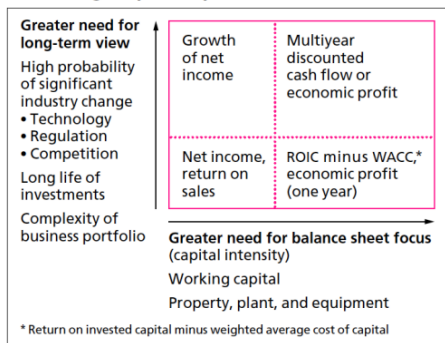 Greater need for
long-term view
High probability
of significant
industry change
• Technology
• Regulation
• Competition
Long life of
investments
Complexity of
business portfolio
Growth
of net
income
Multiyear
discounted
cash flow or
economic profit
Net income,
return on
sales
ROIC minus WACC,*
economic profit
(one year)
Greater need for balance sheet focus
(capital intensity)
Working capital
Property, plant, and equipment
* Return on invested capital minus weighted average cost of capital